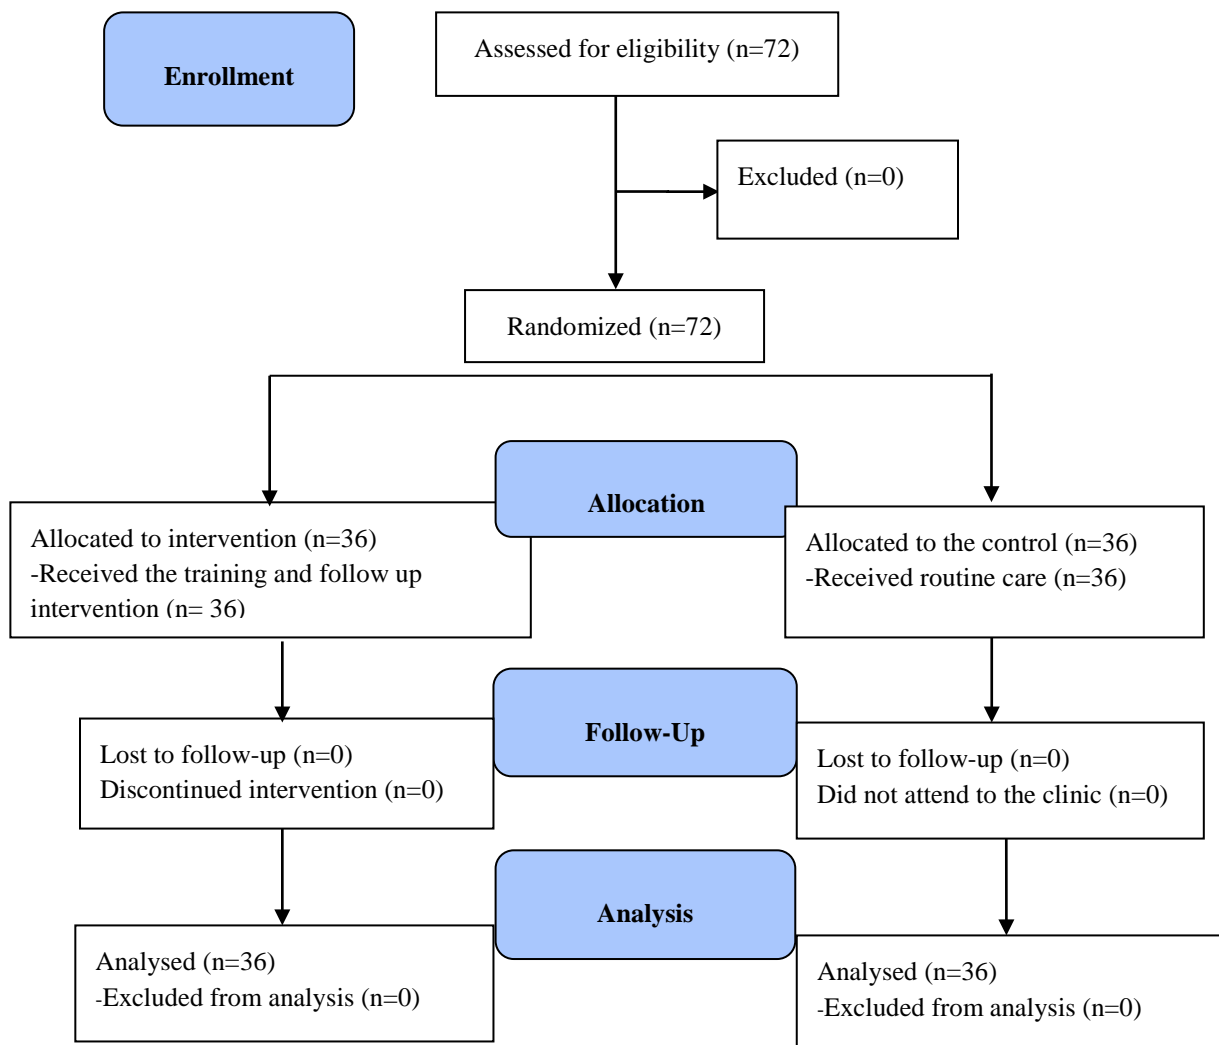 Enrollment
Assessed for eligibility (n=72)
Excluded (n=0)
Randomized (n=72)
Allocation
Allocated to intervention (n=36)
-Received the training and follow up
intervention (n= 36)
Allocated to the control (n=36)
-Received routine care (n=36)
Follow-Up
Lost to follow-up (n=0)
Discontinued intervention (n=0)
Lost to follow-up (n=0)
Did not attend to the clinic (n=0)
Analysis
Analysed (n=36)
-Excluded from analysis (n=0)
Analysed (n=36)
-Excluded from analysis (n=0)